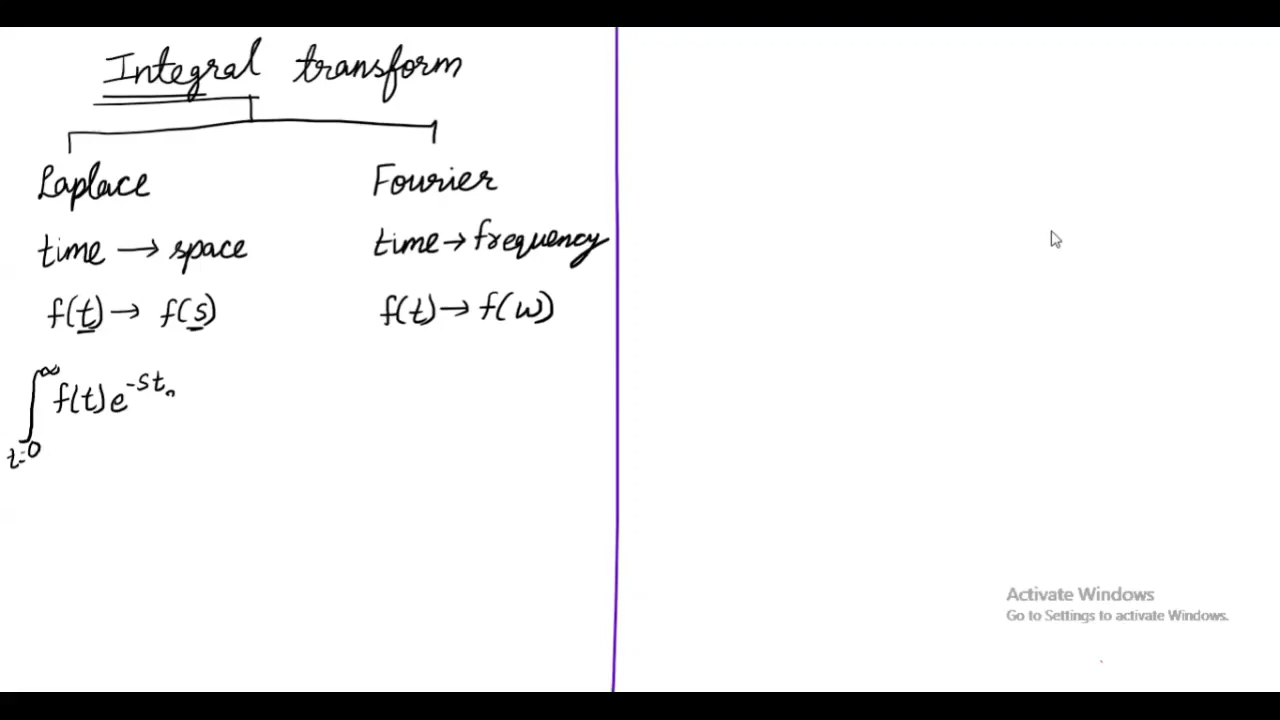 Integral transform
Laplace Fourier
time → space time → frequency
f(t) → f(s) f(t) → f(w)
∫ t=0 ∞ f(t) e^-st
Activate Windows
Go to Settings to activate Windows.